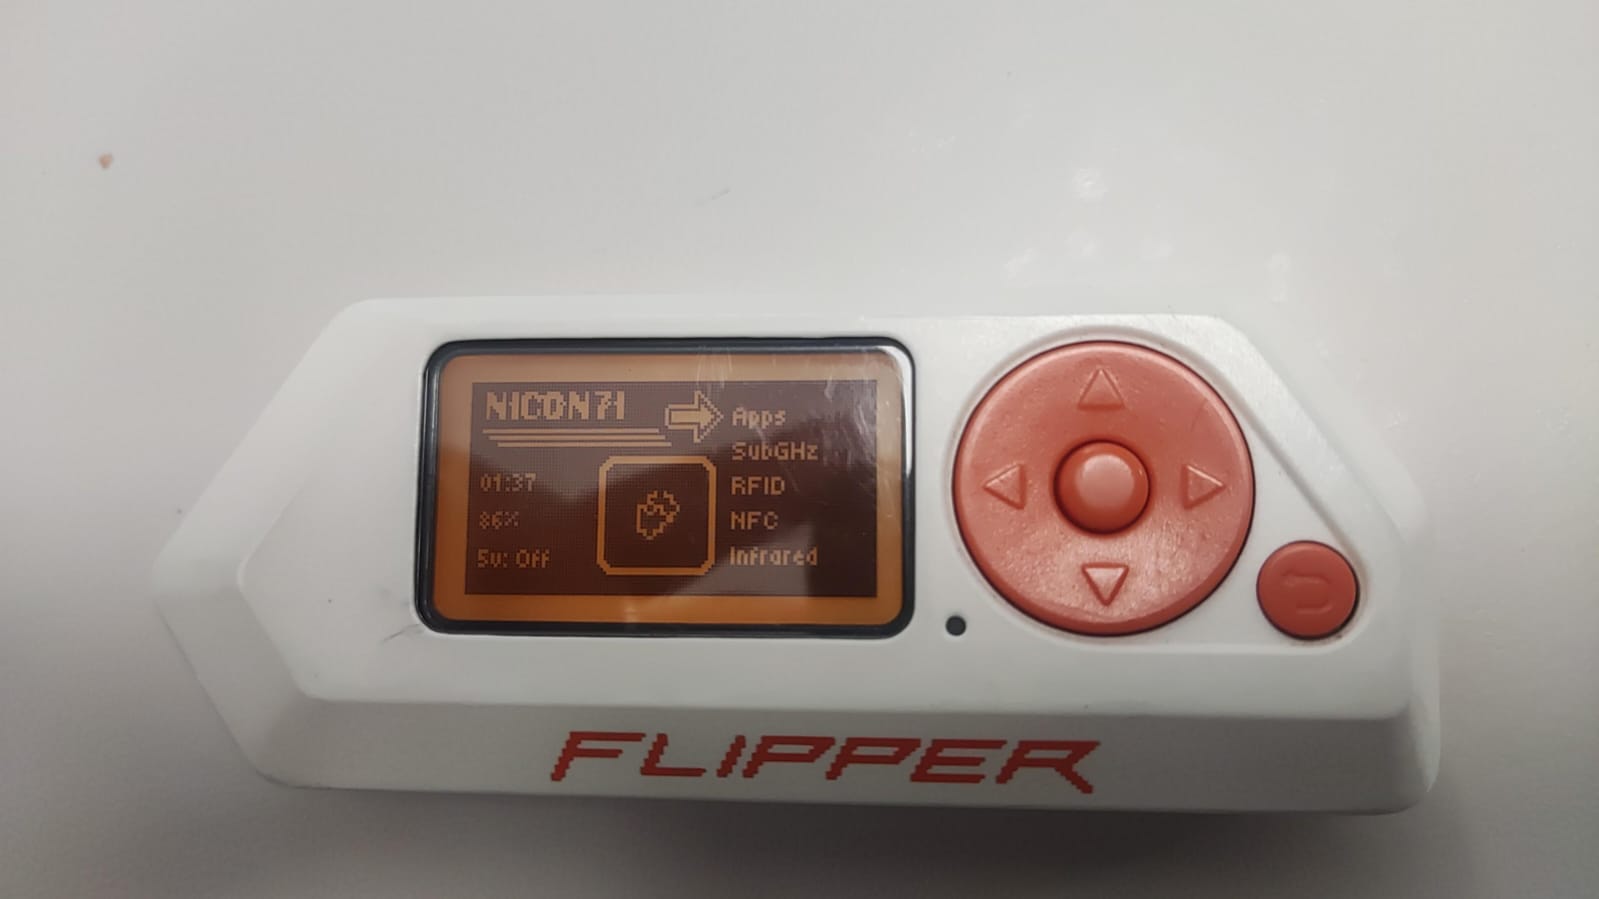 NICON71
Apps
SubGHz
01:37
RFID
86%
NFC
5v: Off
Infrared
FLIPPER